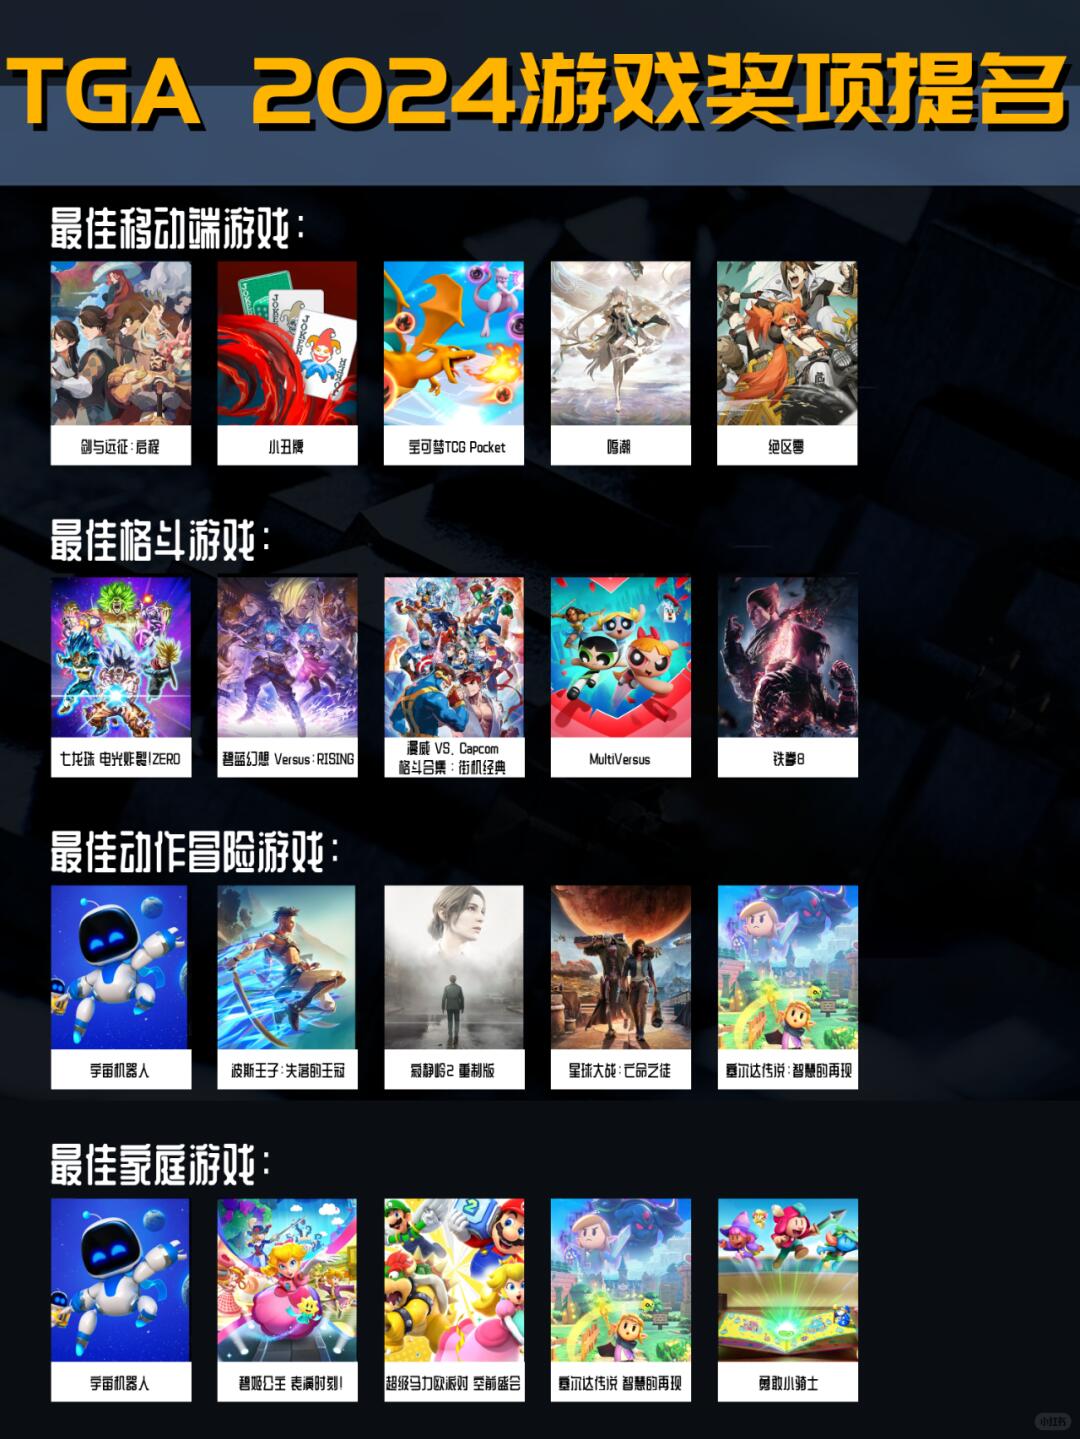 TGA 2024游戏奖项提名
最佳移动端游戏：
剑与远征：启程
小丑牌
宝可梦TCG Pocket
鸣潮
绝区零
最佳格斗游戏：
七龙珠 电光炸裂！ZERO
碧蓝幻想 Versus：RISING
漫威 VS. Capcom
格斗合集：街机经典
MultiVersus
铁拳8
最佳动作冒险游戏：
宇宙机器人
波斯王子：失落的王冠
寂静岭2 重制版
星球大战：亡命之徒
塞尔达传说：智慧的再现
最佳家庭游戏：
宇宙机器人
碧姬公主 表演时刻！
超级马力欧派对 空前盛会
塞尔达传说 智慧的再现
勇敢小骑士
小红书